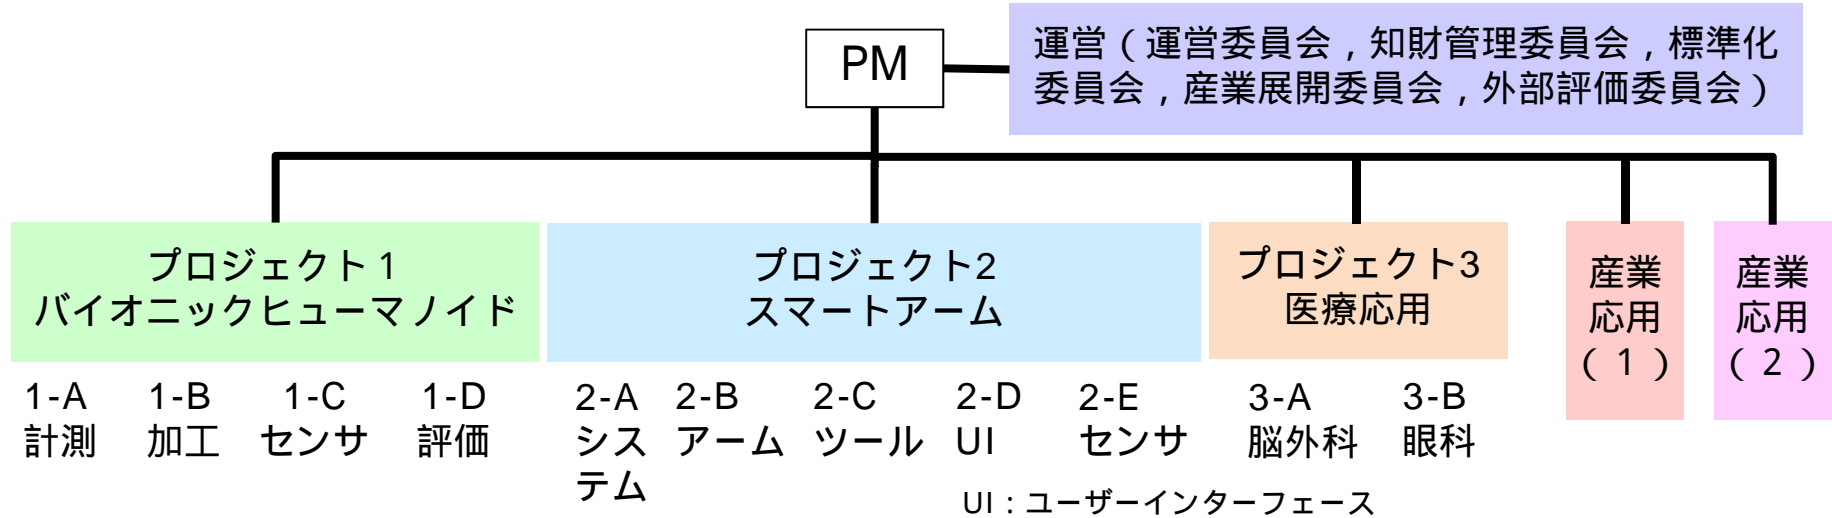 PM
運営（運営委員会，知財管理委員会，標準化
委員会，産業展開委員会，外部評価委員会）
プロジェクト１
バイオニックヒューマノイド
プロジェクト2
スマートアーム
プロジェクト3
医療応用
産業
応用
（１）
産業
応用
（２）
1-A
計測
1-B
加工
1-C
センサ
1-D
評価
2-A
シス
テム
2-B
アーム
2-C
ツール
2-D
UI
2-E
センサ
3-A
脳外科
3-B
眼科
UI：ユーザーインターフェース